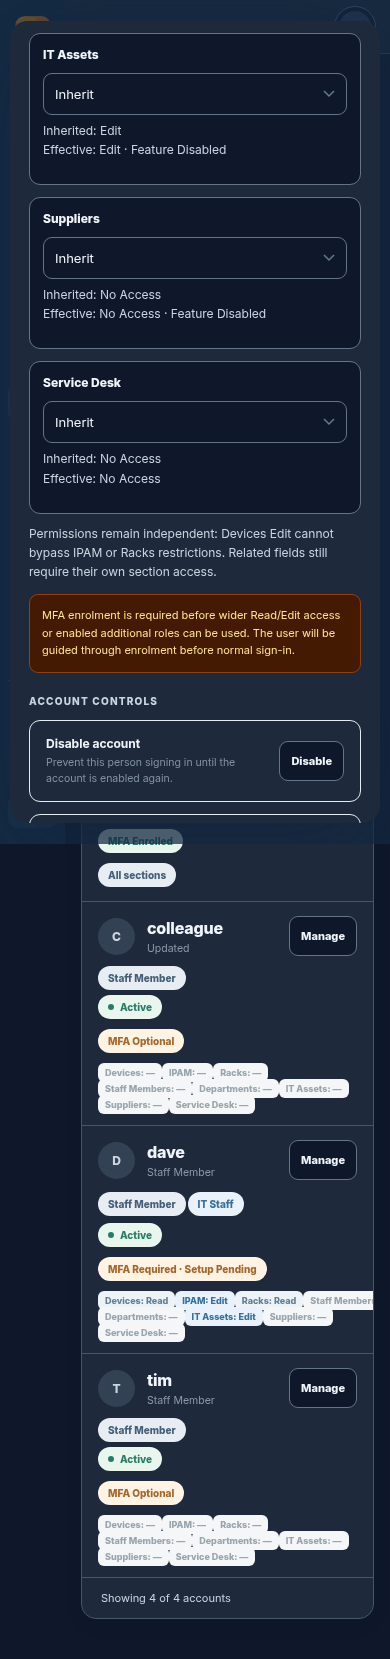 IT Assets
Inherit
Inherited: Edit
Effective: Edit · Feature Disabled
Suppliers
Inherit
Inherited: No Access
Effective: No Access · Feature Disabled
Service Desk
Inherit
Inherited: No Access
Effective: No Access
Permissions remain independent: Devices Edit cannot
bypass IPAM or Racks restrictions. Related fields still
require their own section access.
MFA enrolment is required before wider Read/Edit access
or enabled additional roles can be used. The user will be
guided through enrolment before normal sign-in.
ACCOUNT CONTROLS
Disable account
Prevent this person signing in until the
account is enabled again.
Disable
MFA Enrolled
All sections
C
colleague
Updated
Manage
Staff Member
Active
MFA Optional
Devices: — IPAM: — Racks: —
Staff Members: — Departments: — IT Assets: —
Suppliers: — Service Desk: —
D
dave
Staff Member
Manage
Staff Member IT Staff
Active
MFA Required · Setup Pending
Devices: Read IPAM: Edit Racks: Read Staff Members
Departments: — IT Assets: Edit Suppliers: —
Service Desk: —
T
tim
Staff Member
Manage
Staff Member
Active
MFA Optional
Devices: — IPAM: — Racks: —
Staff Members: — Departments: — IT Assets: —
Suppliers: — Service Desk: —
Showing 4 of 4 accounts